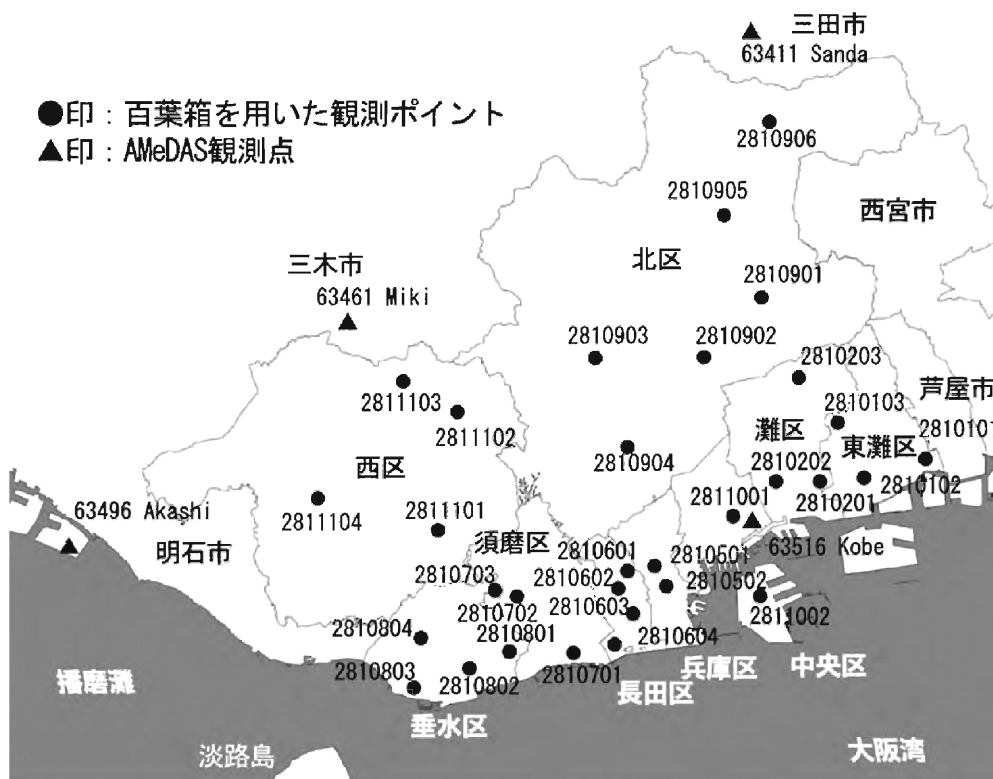 三田市
63411 Sanda
●印：百葉箱を用いた観測ポイント
▲印：AMeDAS観測点
2810906
2810905
西宮市
北区
三木市
63461 Miki
2810901
2810903
2810902
2810203
2811103
2810103
芦屋市
2811102
灘区
2810101
西区
2810904
東灘区
2810202
2810102
63496 Akashi
2811104
2811101
2811001
2810201
明石市
須磨区
2810601
2810501
63516 Kobe
2810703
2810602
2810502
2810702
2810603
2811002
2810804
2810801
2810604
2810803
2810802
2810701
兵庫区
中央区
播磨灘
長田区
垂水区
淡路島
大阪湾